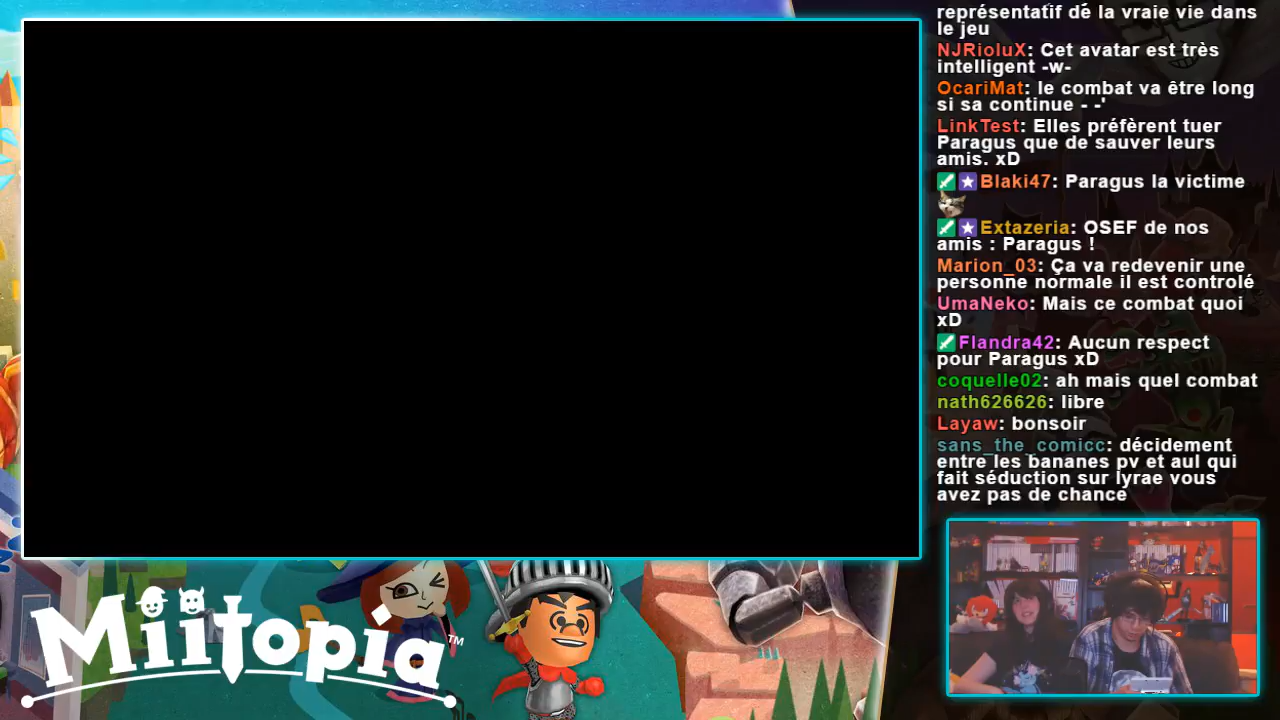 représentatif de la vraie vie dans
le jeu
NJRioluX: Cet avatar est très
intelligent -w-
OcariMat: le combat va être long
si sa continue - -'
LinkTest: Elles préfèrent tuer
Paragus que de sauver leurs
amis. xD
Blaki47: Paragus la victime
Extazeria: OSEF de nos
amis : Paragus !
Marion_03: Ça va redevenir une
personne normale il est controlé
UmaNeko: Mais ce combat quoi
xD
Flandra42: Aucun respect
pour Paragus xD
coquelle02: ah mais quel combat
nath626626: libre
Layaw: bonsoir
sans_the_comicc: décidement
entre les bananes pv et aul qui
fait séduction sur lyrae vous
avez pas de chance
Miitopia™